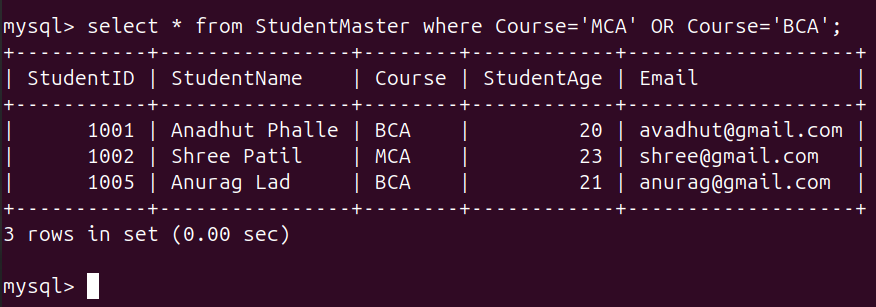 mysql> select * from StudentMaster where Course='MCA' OR Course='BCA';
+-----------+----------------+--------+------------+-------------------+
| StudentID | StudentName    | Course | StudentAge | Email             |
+-----------+----------------+--------+------------+-------------------+
|      1001 | Anadhut Phalle | BCA    |         20 | avadhut@gmail.com |
|      1002 | Shree Patil    | MCA    |         23 | shree@gmail.com   |
|      1005 | Anurag Lad     | BCA    |         21 | anurag@gmail.com  |
+-----------+----------------+--------+------------+-------------------+
3 rows in set (0.00 sec)
mysql>